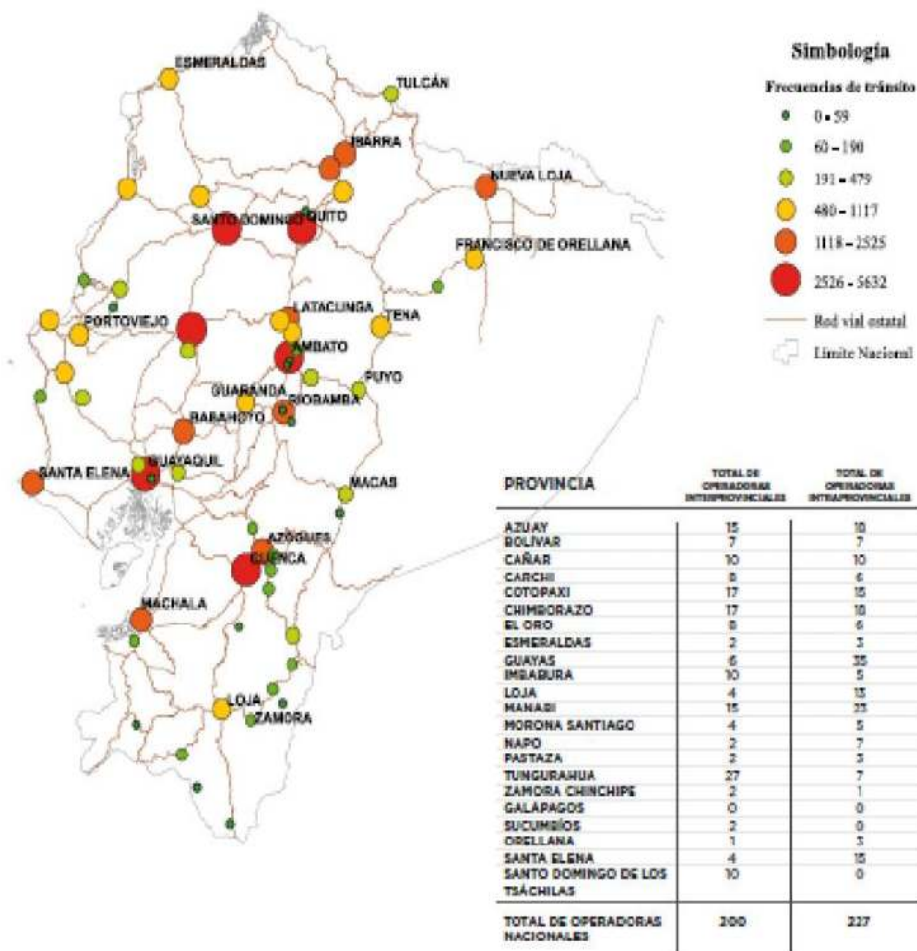 Simbología
Frecuencias de tránsito
0 - 59
60 - 190
191 - 479
480 - 1117
1118 - 2525
2526 - 5632
Red vial estatal
Límite Nacional
ESMERALDAS
TULCÁN
IBARRA
NUEVA LOJA
SANTO DOMINGO
QUITO
FRANCISCO DE ORELLANA
LATACUNGA
TENA
PORTOVIEJO
AMBATO
PUYO
GUARANDA
RIOBAMBA
BABAHOYO
SANTA ELENA
GUAYAQUIL
MACAS
AZOGUES
CUENCA
MACHALA
LOJA
ZAMORA
PROVINCIA TOTAL DE OPERADORAS INTERPROVINCIALES TOTAL DE OPERADORAS INTRAPROVINCIALES
AZUAY 15 18
BOLÍVAR 7 7
CAÑAR 10 10
CARCHI 8 6
COTOPAXI 17 15
CHIMBORAZO 17 18
EL ORO 8 6
ESMERALDAS 2 3
GUAYAS 6 35
IMBABURA 10 5
LOJA 4 13
MANABI 15 23
MORONA SANTIAGO 4 5
NAPO 2 7
PASTAZA 2 3
TUNGURAHUA 27 7
ZAMORA CHINCHIPE 2 1
GALAPAGOS 0 0
SUCUMBÍOS 2 0
ORELLANA 1 3
SANTA ELENA 4 15
SANTO DOMINGO DE LOS 10 0
TSÁCHILAS
TOTAL DE OPERADORAS 200 227
NACIONALES